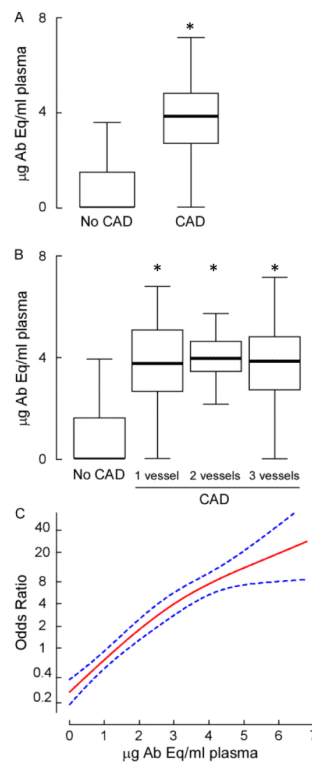 A
8
4
0
µg Ab Eq/ml plasma
*
No CAD
CAD
B
8
4
0
µg Ab Eq/ml plasma
* * *
No CAD
1 vessel 2 vessels 3 vessels
CAD
C
40
20
8
4
2
1
0.4
0.2
Odds Ratio
0 1 2 3 4 5 6 7
µg Ab Eq/ml plasma